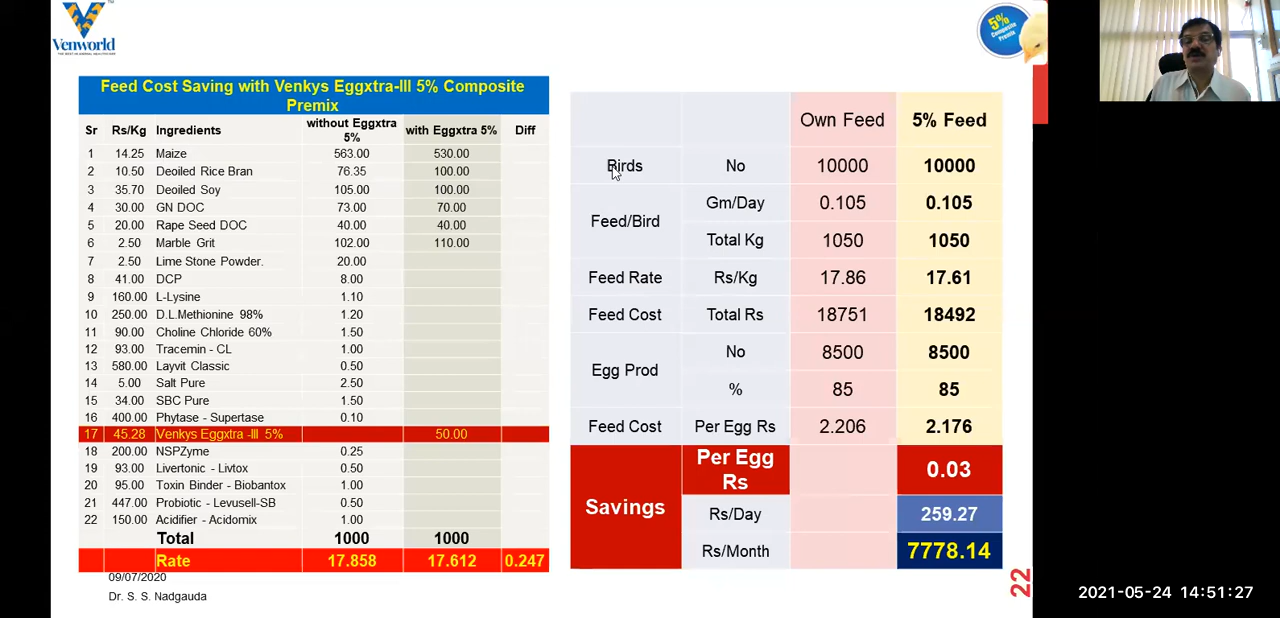 Venworld
5%
Composite
Premix
Feed Cost Saving with Venkys Eggxtra-III 5% Composite
Premix
Sr Rs/Kg Ingredients without Eggxtra 5% with Eggxtra 5% Diff
1 14.25 Maize 563.00 530.00
2 10.50 Deoiled Rice Bran 76.35 100.00
3 35.70 Deoiled Soy 105.00 100.00
4 30.00 GN DOC 73.00 70.00
5 20.00 Rape Seed DOC 40.00 40.00
6 2.50 Marble Grit 102.00 110.00
7 2.50 Lime Stone Powder. 20.00
8 41.00 DCP 8.00
9 160.00 L-Lysine 1.10
10 250.00 D.L.Methionine 98% 1.20
11 90.00 Choline Chloride 60% 1.50
12 93.00 Tracemin - CL 1.00
13 580.00 Layvit Classic 0.50
14 5.00 Salt Pure 2.50
15 34.00 SBC Pure 1.50
16 400.00 Phytase - Supertase 0.10
17 45.28 Venkys Eggxtra -III 5% 50.00
18 200.00 NSPZyme 0.25
19 93.00 Livertonic - Livtox 0.50
20 95.00 Toxin Binder - Biobantox 1.00
21 447.00 Probiotic - Levusell-SB 0.50
22 150.00 Acidifier - Acidomix 1.00
Total 1000 1000
Rate 17.858 17.612 0.247
09/07/2020
Dr. S. S. Nadgauda
Own Feed 5% Feed
Birds No 10000 10000
Feed/Bird Gm/Day 0.105 0.105
Total Kg 1050 1050
Feed Rate Rs/Kg 17.86 17.61
Feed Cost Total Rs 18751 18492
Egg Prod No 8500 8500
% 85 85
Feed Cost Per Egg Rs 2.206 2.176
Savings Per Egg Rs 0.03
Rs/Day 259.27
Rs/Month 7778.14
22
2021-05-24 14:51:27